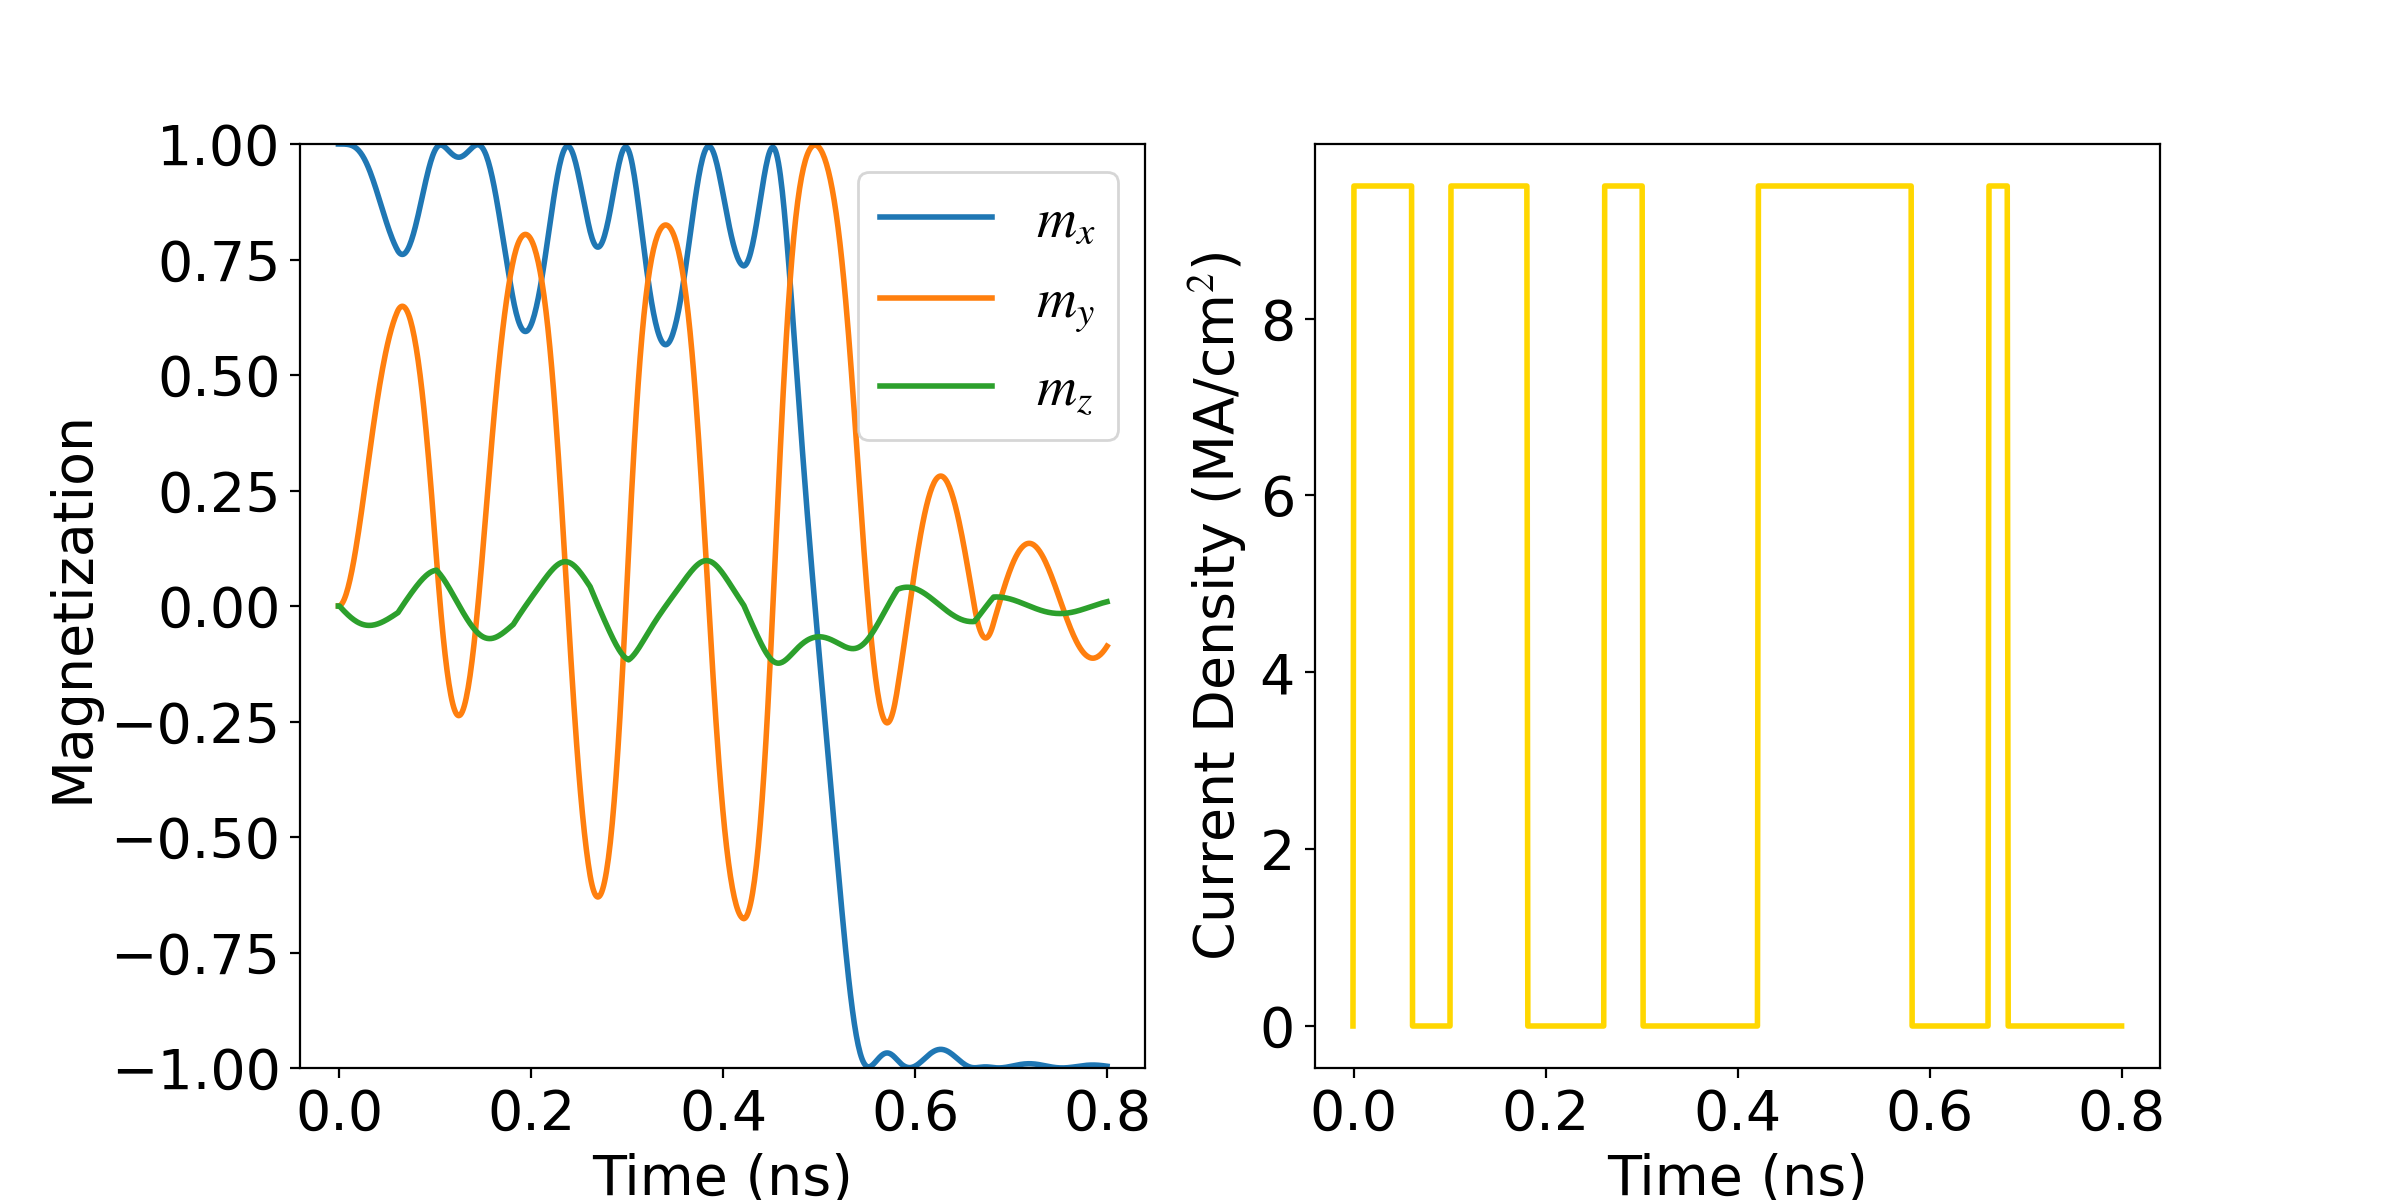 Magnetization
1.00
0.75
0.50
0.25
0.00
−0.25
−0.50
−0.75
−1.00
0.0 0.2 0.4 0.6 0.8
Time (ns)
m_x
m_y
m_z
Current Density (MA/cm²)
8
6
4
2
0
0.0 0.2 0.4 0.6 0.8
Time (ns)